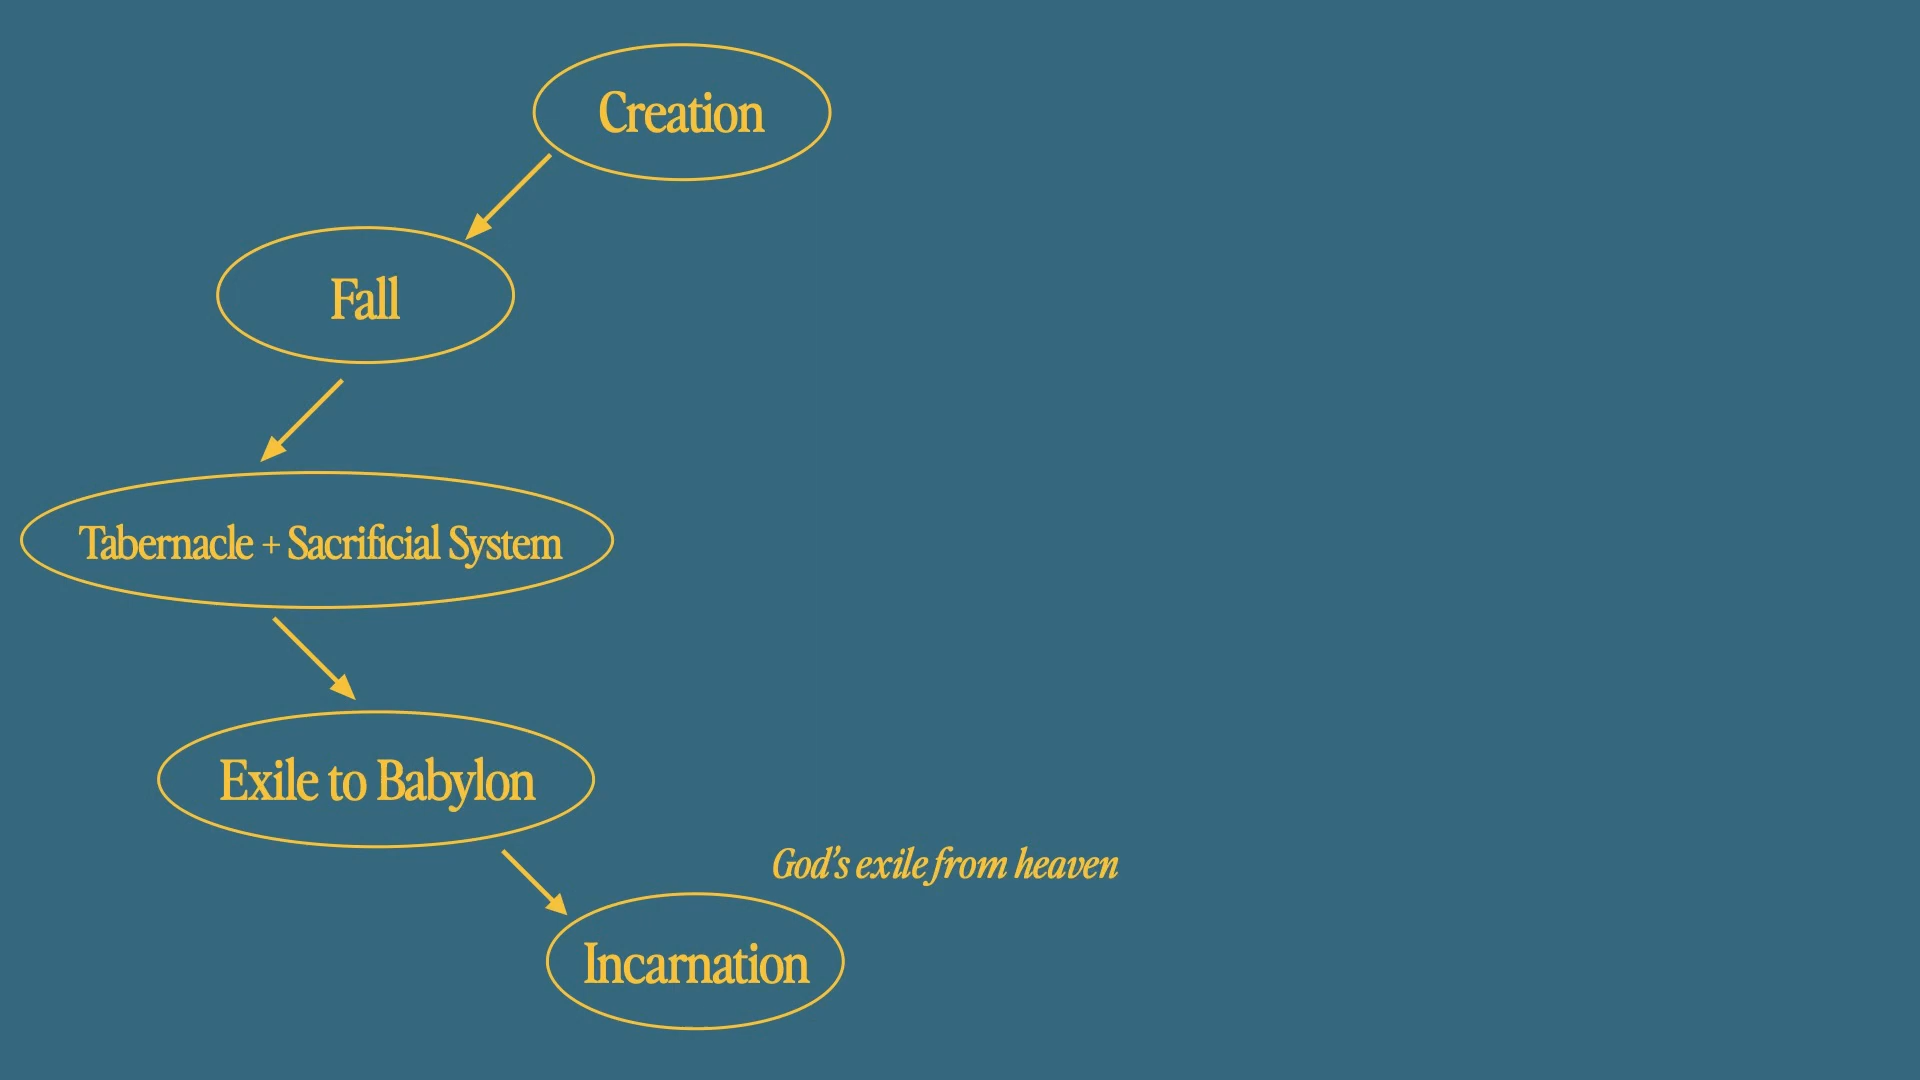 Creation
Fall
Tabernacle + Sacrificial System
Exile to Babylon
God’s exile from heaven
Incarnation